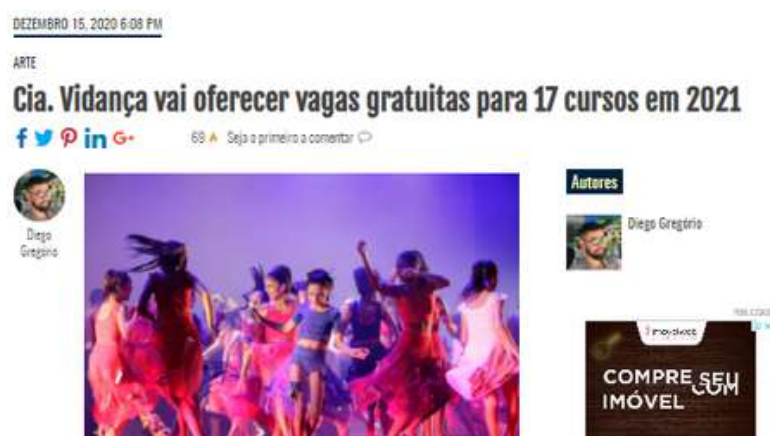 DEZEMBRO 15, 2020 6:08 PM
ARTE
Cia. Vidança vai oferecer vagas gratuitas para 17 cursos em 2021
69 Seja o primeiro a comentar
Diego
Gregório
Autores
Diego Gregório
imovelweb
COMPRE SEU
IMÓVEL COM